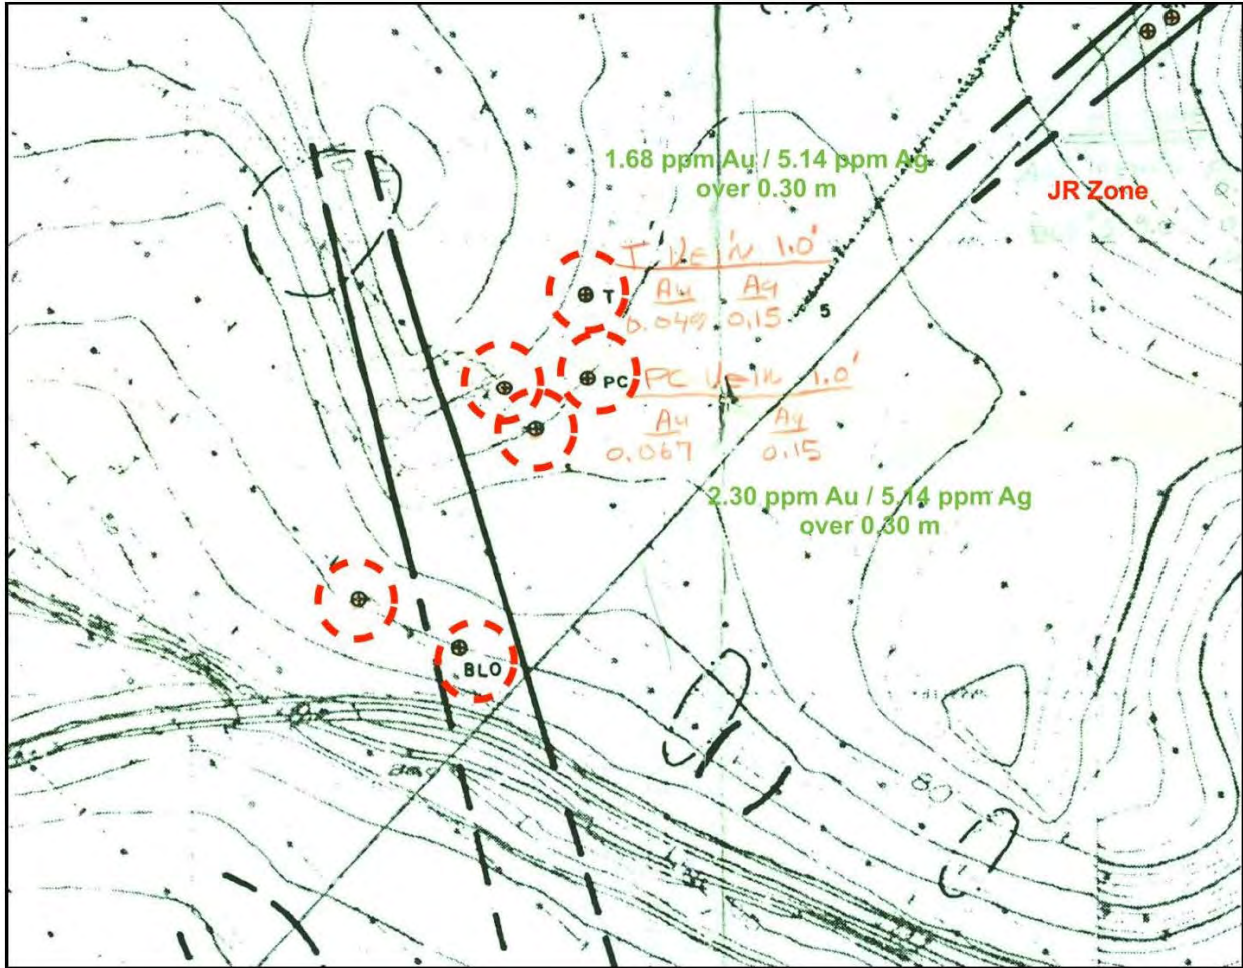 1.68 ppm Au / 5.14 ppm Ag
over 0.30 m
JR Zone
T VEIN 1.0'
Au Ag
0.049 0.15
T
5
PC
PC VEIN 1.0'
Au Ag
0.067 0.15
2.30 ppm Au / 5.14 ppm Ag
over 0.30 m
BLO
80